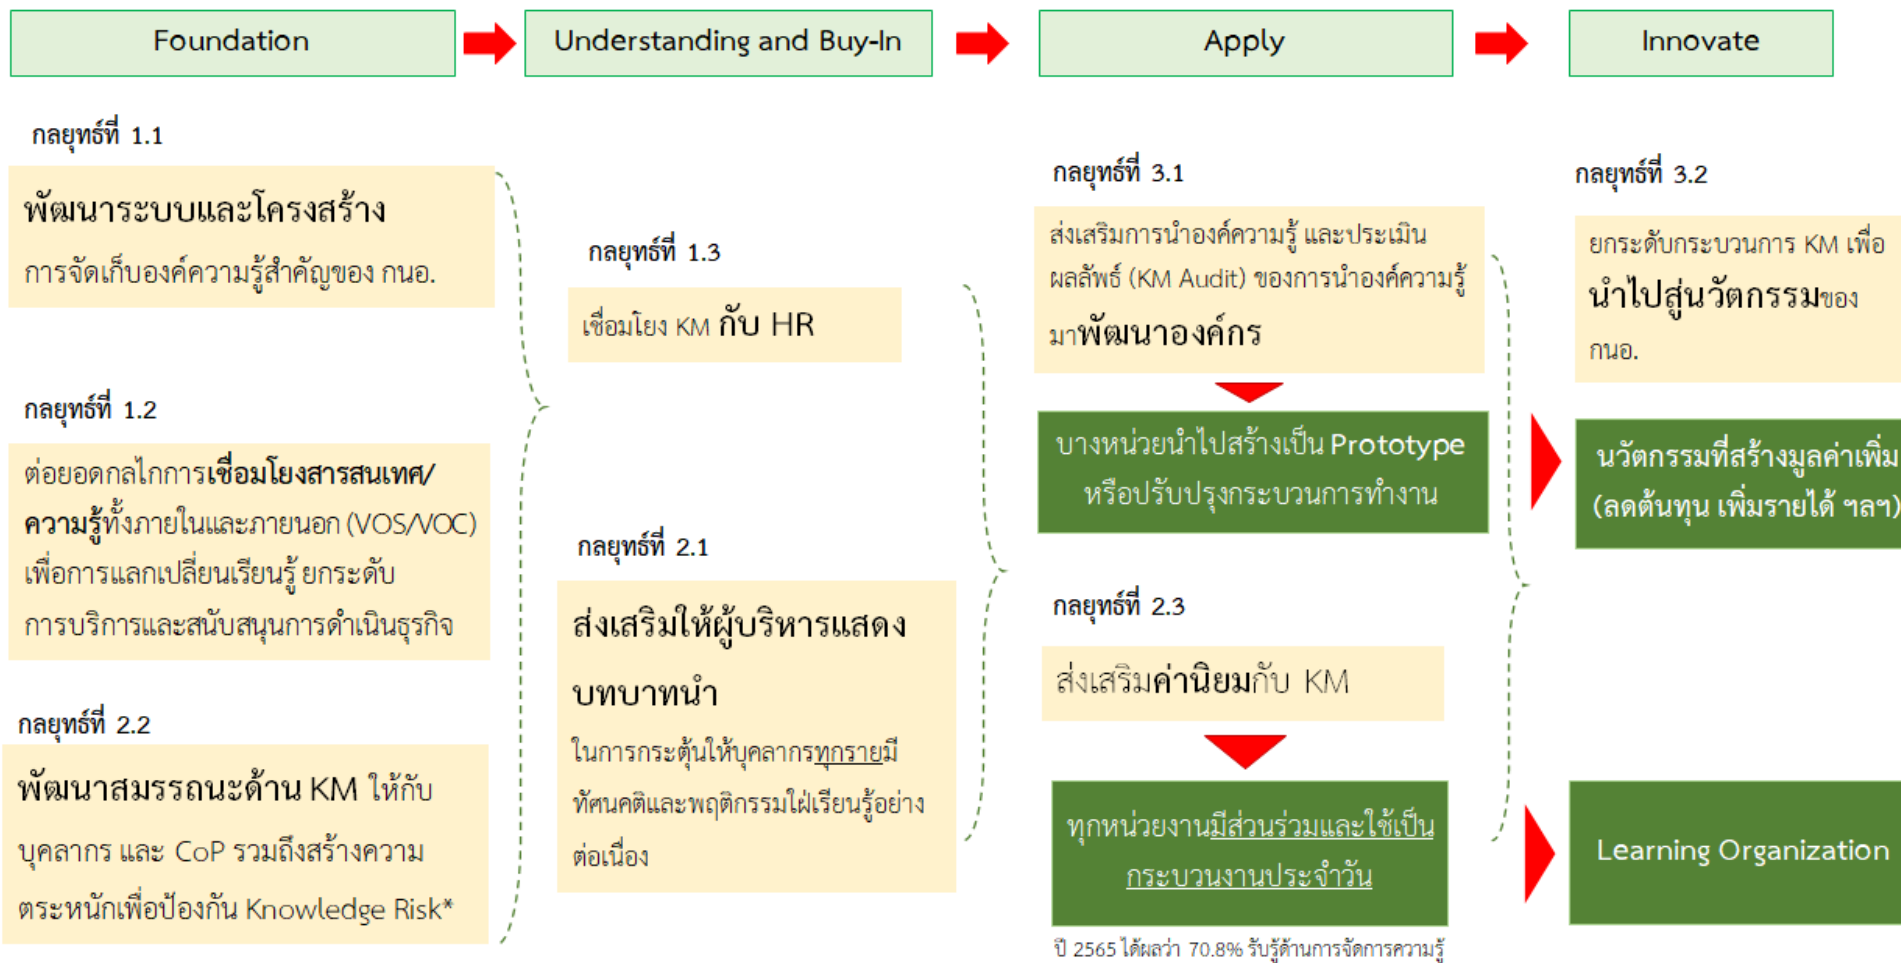 Foundation
Understanding and Buy-In
Apply
Innovate
กลยุทธ์ที่ 1.1
พัฒนาระบบและโครงสร้าง
การจัดเก็บองค์ความรู้สำคัญของ กนอ.
กลยุทธ์ที่ 1.2
ต่อยอดกลไกการเชื่อมโยงสารสนเทศ/
ความรู้ทั้งภายในและภายนอก (VOS/VOC)
เพื่อการแลกเปลี่ยนเรียนรู้ ยกระดับ
การบริการและสนับสนุนการดำเนินธุรกิจ
กลยุทธ์ที่ 2.2
พัฒนาสมรรถนะด้าน KM ให้กับ
บุคลากร และ CoP รวมถึงสร้างความ
ตระหนักเพื่อป้องกัน Knowledge Risk*
กลยุทธ์ที่ 1.3
เชื่อมโยง KM กับ HR
กลยุทธ์ที่ 2.1
ส่งเสริมให้ผู้บริหารแสดง
บทบาทนำ
ในการกระตุ้นให้บุคลากรทุกรายมี
ทัศนคติและพฤติกรรมใฝ่เรียนรู้อย่าง
ต่อเนื่อง
กลยุทธ์ที่ 3.1
ส่งเสริมการนำองค์ความรู้ และประเมิน
ผลลัพธ์ (KM Audit) ของการนำองค์ความรู้
มาพัฒนาองค์กร
บางหน่วยนำไปสร้างเป็น Prototype
หรือปรับปรุงกระบวนการทำงาน
กลยุทธ์ที่ 2.3
ส่งเสริมค่านิยมกับ KM
ทุกหน่วยงานมีส่วนร่วมและใช้เป็น
กระบวนงานประจำวัน
ปี 2565 ได้ผลว่า 70.8% รับรู้ด้านการจัดการความรู้
กลยุทธ์ที่ 3.2
ยกระดับกระบวนการ KM เพื่อ
นำไปสู่นวัตกรรมของ
กนอ.
นวัตกรรมที่สร้างมูลค่าเพิ่ม
(ลดต้นทุน เพิ่มรายได้ ฯลฯ)
Learning Organization